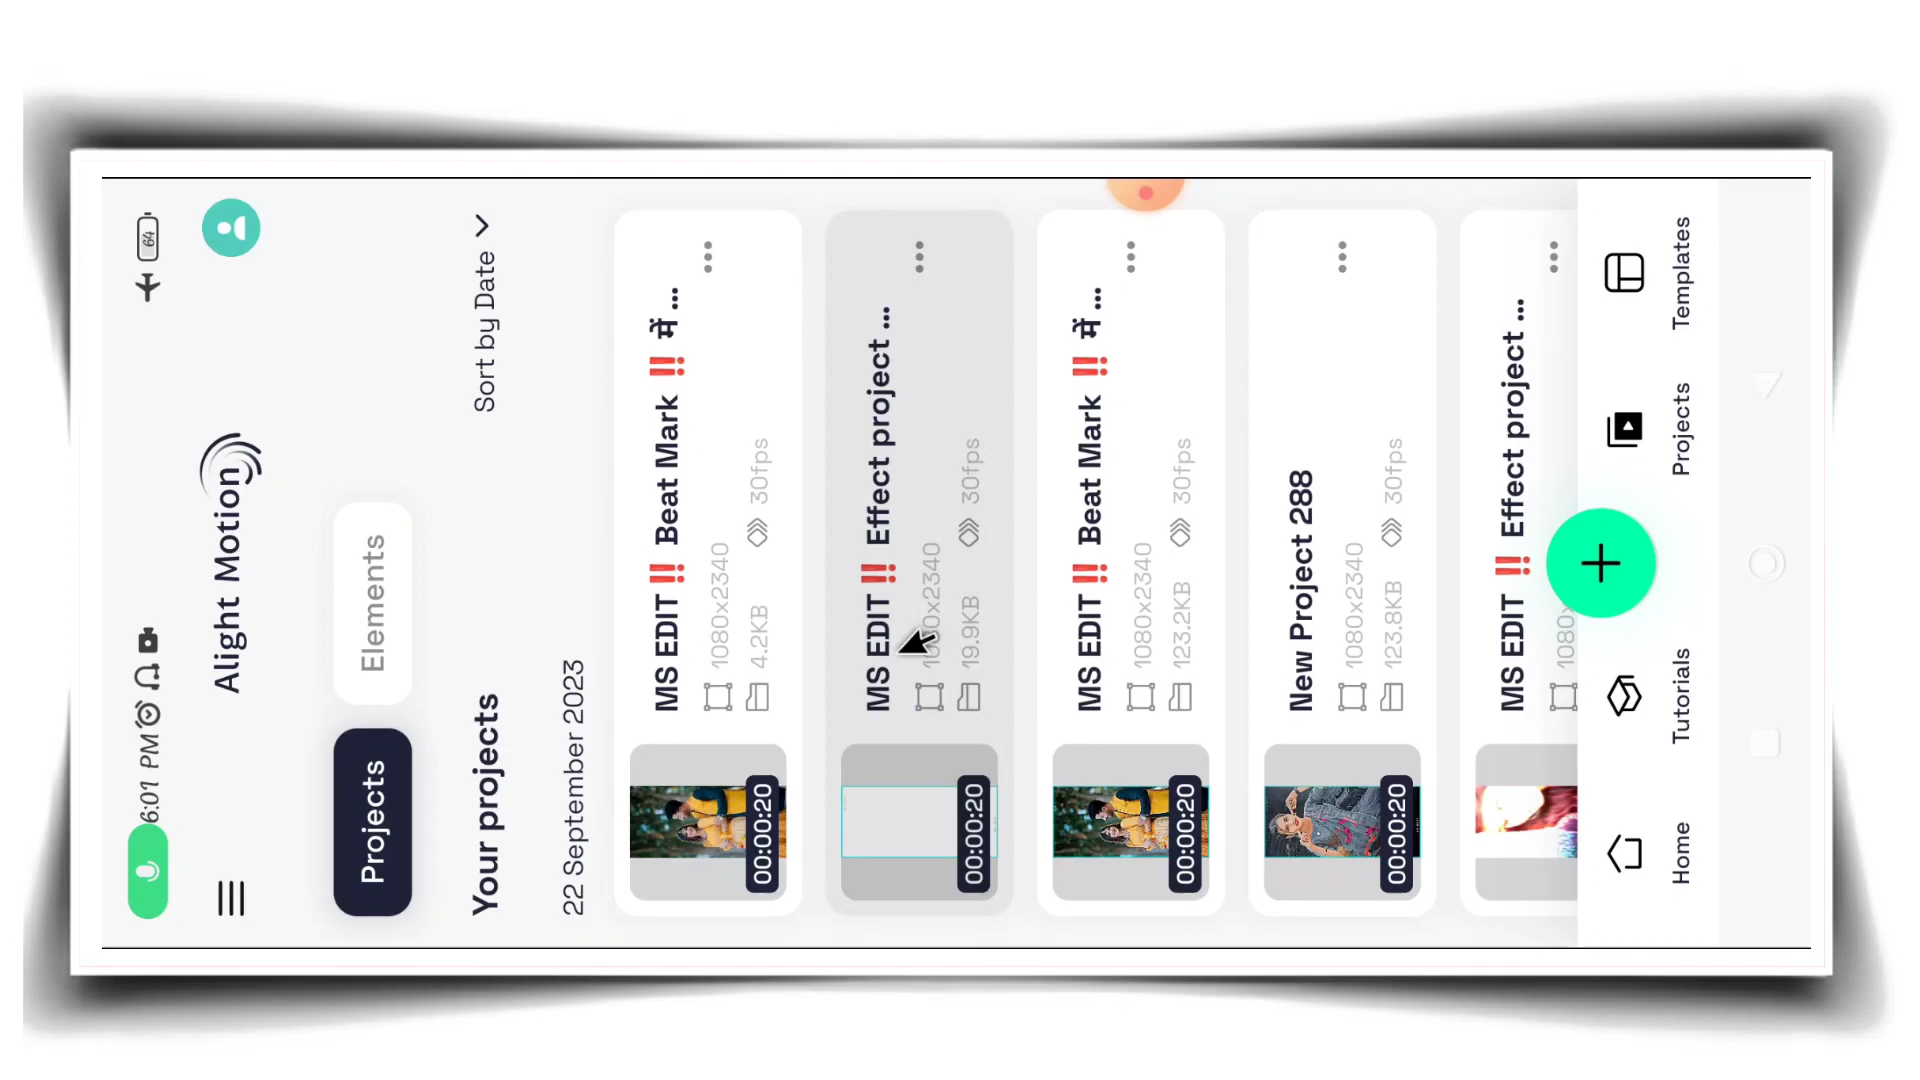 6:01 PM
64
Alight Motion
Projects
Elements
Your projects
Sort by Date
22 September 2023
MS EDIT ‼️ Beat Mark ‼️ में ...
1080x2340
4.2KB
30fps
00:00:20
MS EDIT ‼️ Effect project ...
1080x2340
19.9KB
30fps
00:00:20
MS EDIT ‼️ Beat Mark ‼️ में ...
1080x2340
123.2KB
30fps
00:00:20
New Project 288
1080x2340
123.8KB
30fps
00:00:20
MS EDIT ‼️ Effect project ...
1080x
Home
Tutorials
Projects
Templates